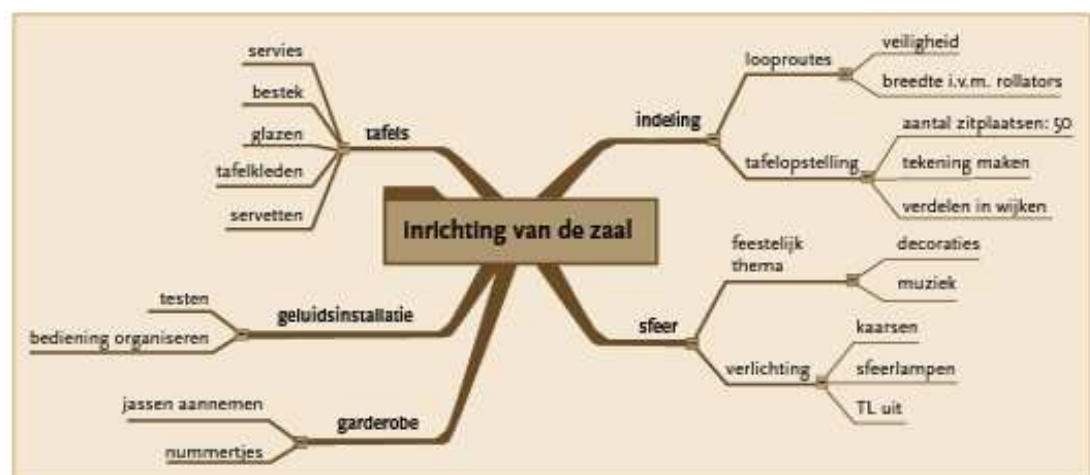 inrichting van de zaal
tafels
servies
bestek
glazen
tafelkleden
servetten
geluidsinstallatie
testen
bediening organiseren
garderobe
jassen aannemen
nummertjes
indeling
looproutes
veiligheid
breedte i.v.m. rollators
tafelopstelling
aantal zitplaatsen: 50
tekening maken
verdelen in wijken
sfeer
feestelijk
thema
decoraties
muziek
verlichting
kaarsen
sfeerlampen
TL uit